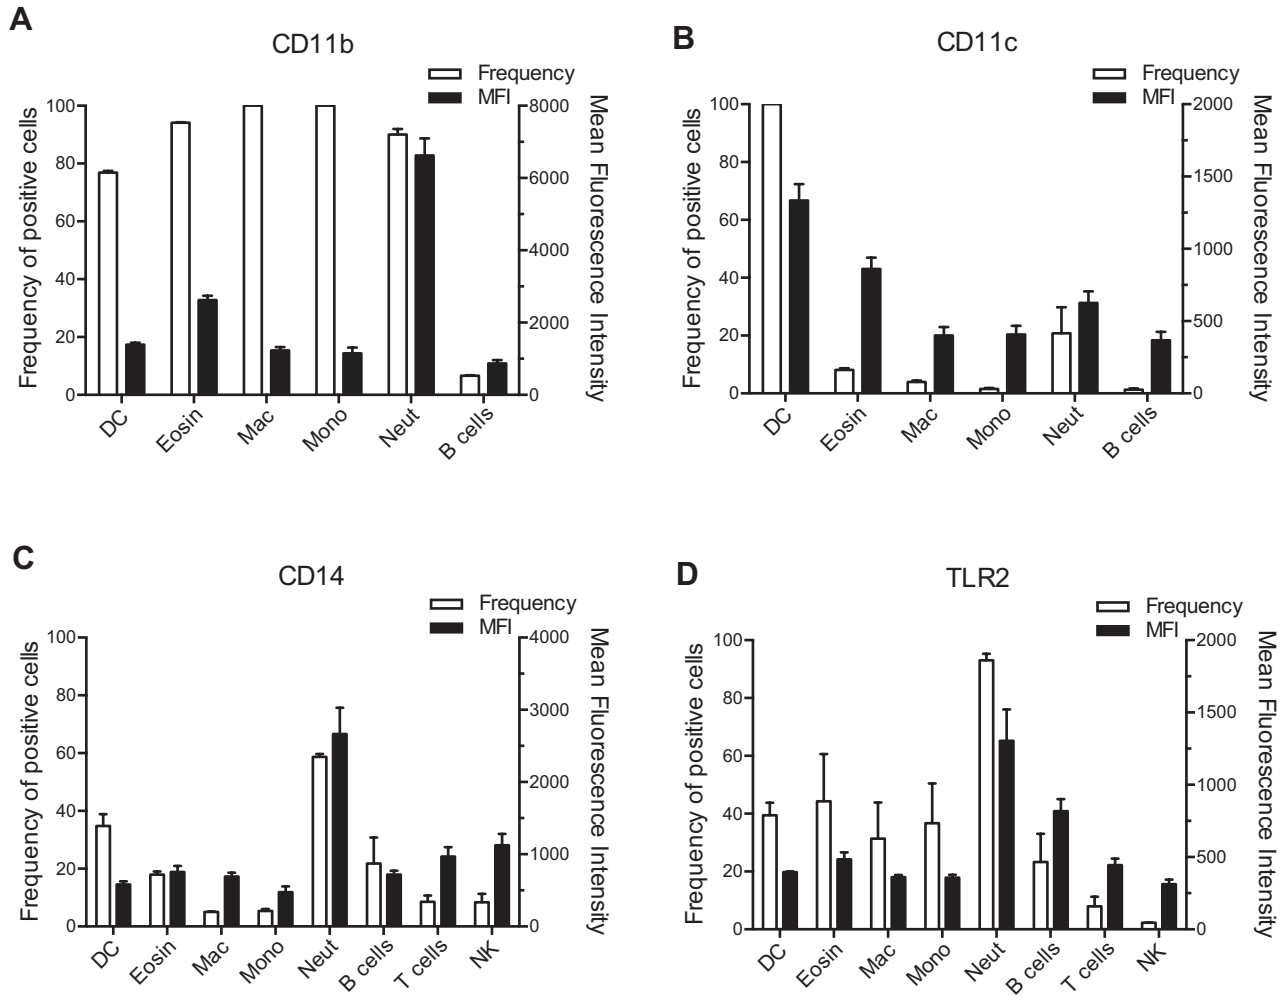 A
CD11b
Frequency
MFI
Frequency of positive cells
100
80
60
40
20
0
8000
6000
4000
2000
0
Mean Fluorescence Intensity
DC
Eosin
Mac
Mono
Neut
B cells
B
CD11c
Frequency
MFI
Frequency of positive cells
100
80
60
40
20
0
2000
1500
1000
500
0
Mean Fluorescence Intensity
DC
Eosin
Mac
Mono
Neut
B cells
C
CD14
Frequency
MFI
Frequency of positive cells
100
80
60
40
20
0
4000
3000
2000
1000
0
Mean Fluorescence Intensity
DC
Eosin
Mac
Mono
Neut
B cells
T cells
NK
D
TLR2
Frequency
MFI
Frequency of positive cells
100
80
60
40
20
0
2000
1500
1000
500
0
Mean Fluorescence Intensity
DC
Eosin
Mac
Mono
Neut
B cells
T cells
NK